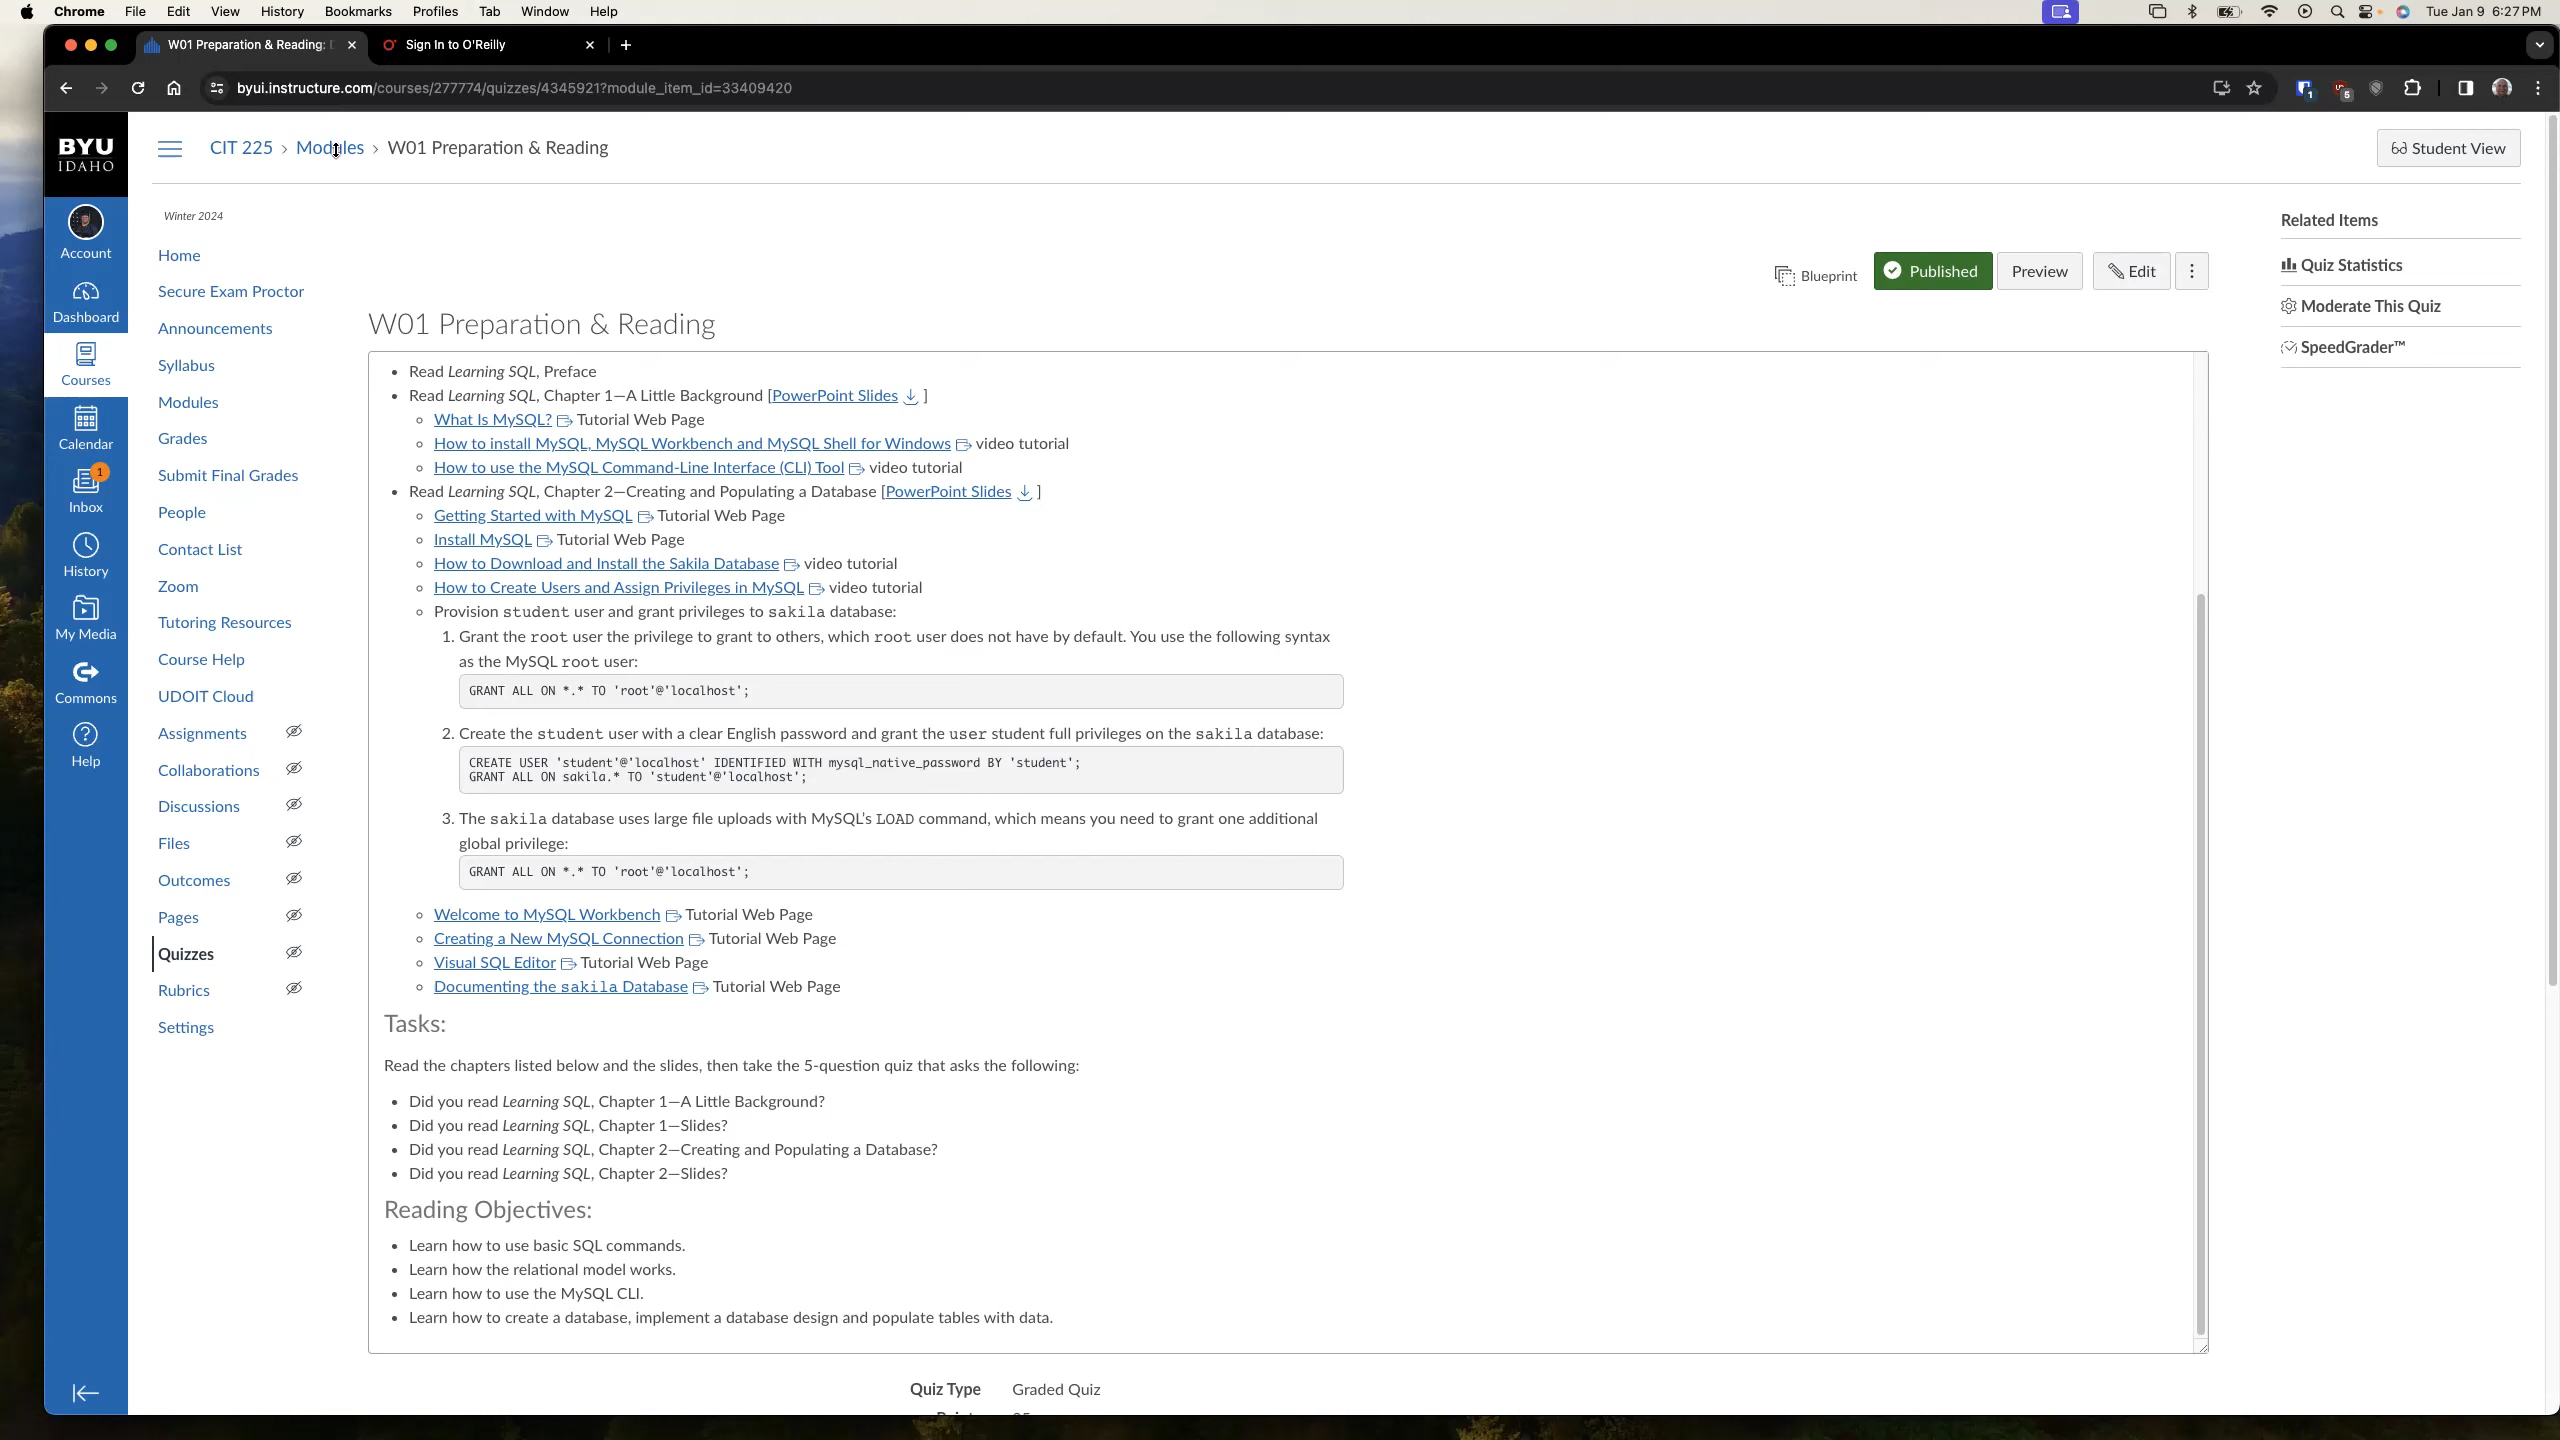 Chrome File Edit View History Bookmarks Profiles Tab Window Help Tue Jan 9 6:27 PM
W01 Preparation & Reading: Sign In to O'Reilly
byui.instructure.com/courses/277774/quizzes/4345921?module_item_id=33409420
1 5
BYU
IDAHO
Account
Dashboard
Courses
Calendar
1
Inbox
History
My Media
Commons
Help
CIT 225 › Modules › W01 Preparation & Reading
Student View
Winter 2024
Home
Secure Exam Proctor
Announcements
Syllabus
Modules
Grades
Submit Final Grades
People
Contact List
Zoom
Tutoring Resources
Course Help
UDOIT Cloud
Assignments
Collaborations
Discussions
Files
Outcomes
Pages
Quizzes
Rubrics
Settings
Blueprint Published Preview Edit
W01 Preparation & Reading
• Read Learning SQL, Preface
• Read Learning SQL, Chapter 1—A Little Background [PowerPoint Slides ]
◦ What Is MySQL? Tutorial Web Page
◦ How to install MySQL, MySQL Workbench and MySQL Shell for Windows video tutorial
◦ How to use the MySQL Command-Line Interface (CLI) Tool video tutorial
• Read Learning SQL, Chapter 2—Creating and Populating a Database [PowerPoint Slides ]
◦ Getting Started with MySQL Tutorial Web Page
◦ Install MySQL Tutorial Web Page
◦ How to Download and Install the Sakila Database video tutorial
◦ How to Create Users and Assign Privileges in MySQL video tutorial
◦ Provision student user and grant privileges to sakila database:
1. Grant the root user the privilege to grant to others, which root user does not have by default. You use the following syntax
as the MySQL root user:
GRANT ALL ON *.* TO 'root'@'localhost';
2. Create the student user with a clear English password and grant the user student full privileges on the sakila database:
CREATE USER 'student'@'localhost' IDENTIFIED WITH mysql_native_password BY 'student';
GRANT ALL ON sakila.* TO 'student'@'localhost';
3. The sakila database uses large file uploads with MySQL's LOAD command, which means you need to grant one additional
global privilege:
GRANT ALL ON *.* TO 'root'@'localhost';
◦ Welcome to MySQL Workbench Tutorial Web Page
◦ Creating a New MySQL Connection Tutorial Web Page
◦ Visual SQL Editor Tutorial Web Page
◦ Documenting the sakila Database Tutorial Web Page
Tasks:
Read the chapters listed below and the slides, then take the 5-question quiz that asks the following:
• Did you read Learning SQL, Chapter 1—A Little Background?
• Did you read Learning SQL, Chapter 1—Slides?
• Did you read Learning SQL, Chapter 2—Creating and Populating a Database?
• Did you read Learning SQL, Chapter 2—Slides?
Reading Objectives:
• Learn how to use basic SQL commands.
• Learn how the relational model works.
• Learn how to use the MySQL CLI.
• Learn how to create a database, implement a database design and populate tables with data.
Quiz Type Graded Quiz
Related Items
Quiz Statistics
Moderate This Quiz
SpeedGrader™